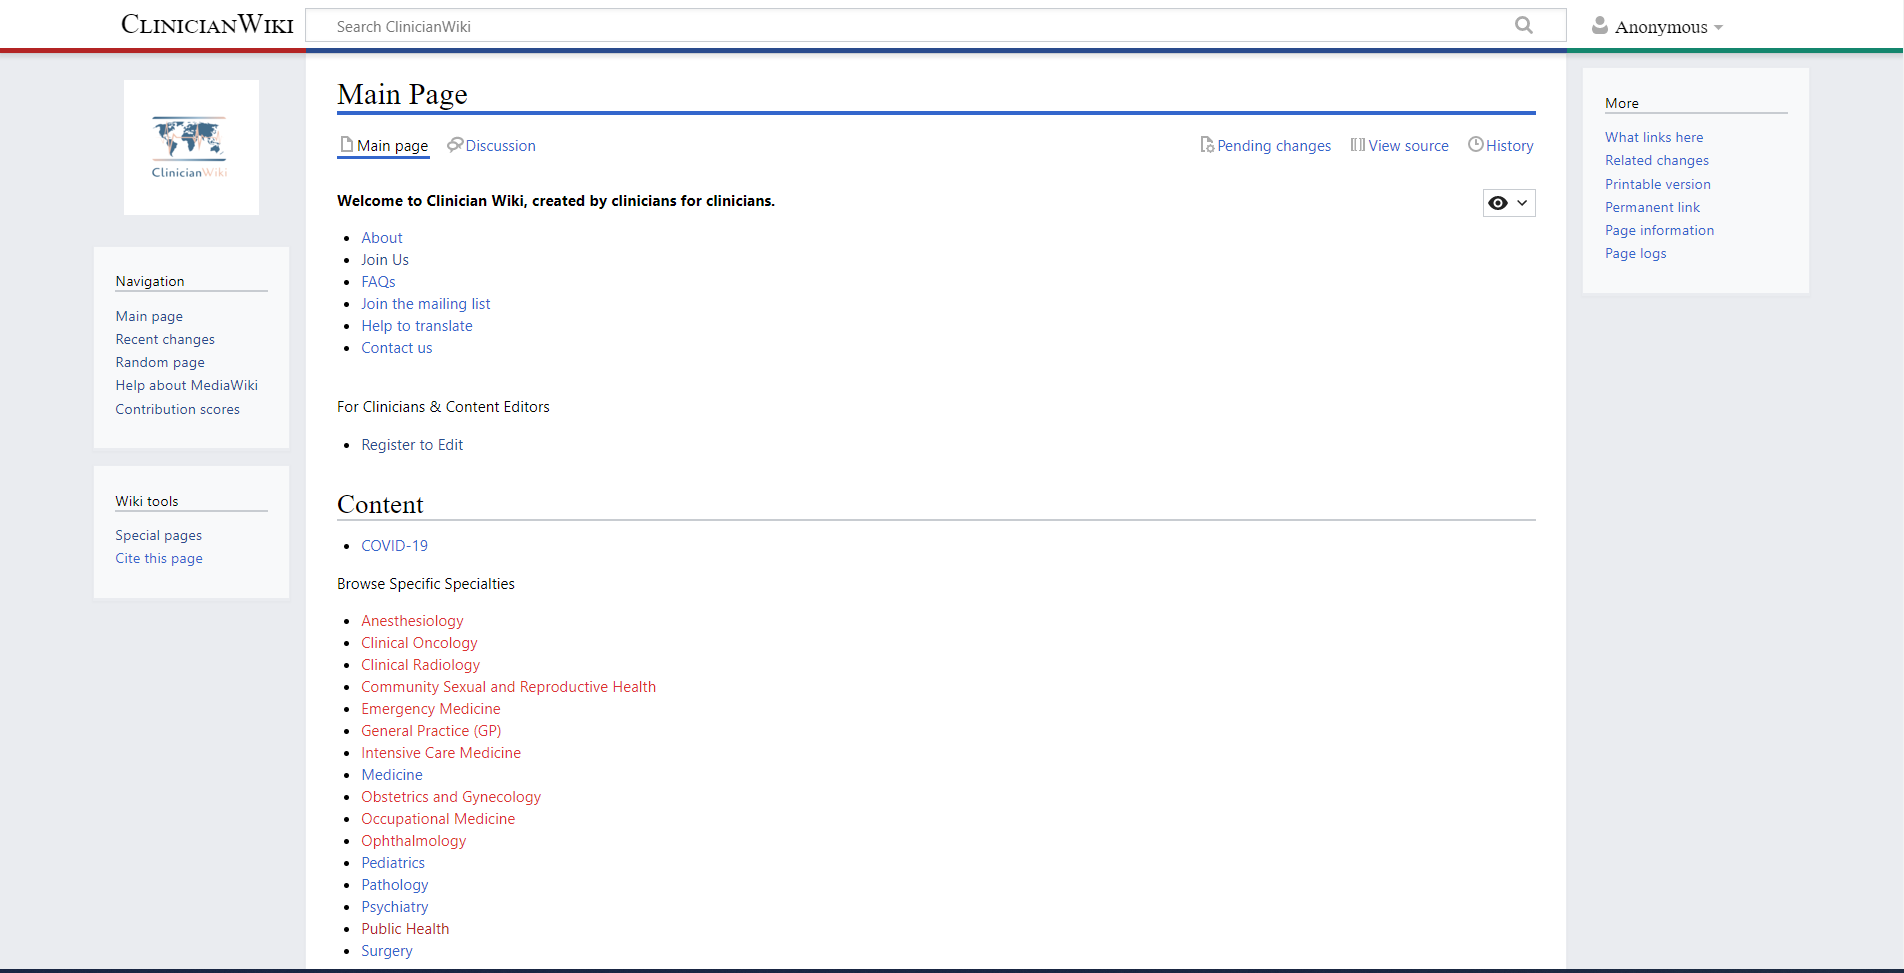 ClinicianWiki
Search ClinicianWiki
Anonymous
ClinicianWiki
Navigation
Main page
Recent changes
Random page
Help about MediaWiki
Contribution scores
Wiki tools
Special pages
Cite this page
Main Page
Main page
Discussion
Pending changes
View source
History
Welcome to Clinician Wiki, created by clinicians for clinicians.
About
Join Us
FAQs
Join the mailing list
Help to translate
Contact us
For Clinicians & Content Editors
Register to Edit
Content
COVID-19
Browse Specific Specialties
Anesthesiology
Clinical Oncology
Clinical Radiology
Community Sexual and Reproductive Health
Emergency Medicine
General Practice (GP)
Intensive Care Medicine
Medicine
Obstetrics and Gynecology
Occupational Medicine
Ophthalmology
Pediatrics
Pathology
Psychiatry
Public Health
Surgery
More
What links here
Related changes
Printable version
Permanent link
Page information
Page logs